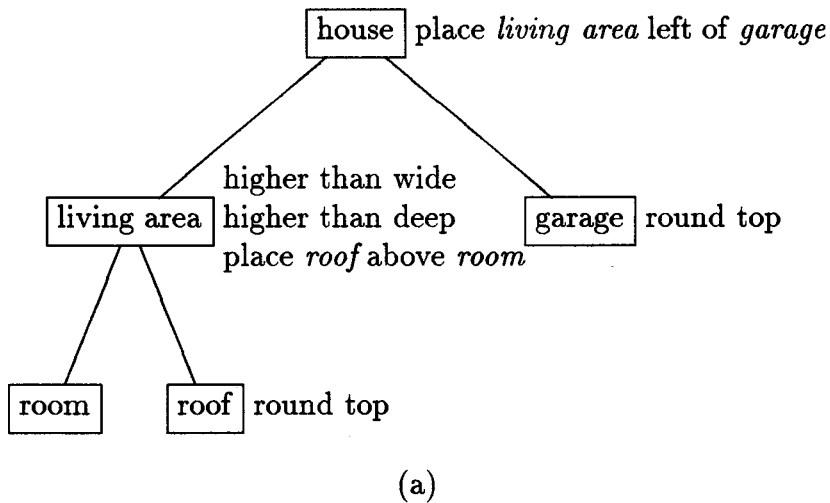 house place living area left of garage
higher than wide
living area higher than deep
place roof above room
garage round top
room
roof round top
(a)